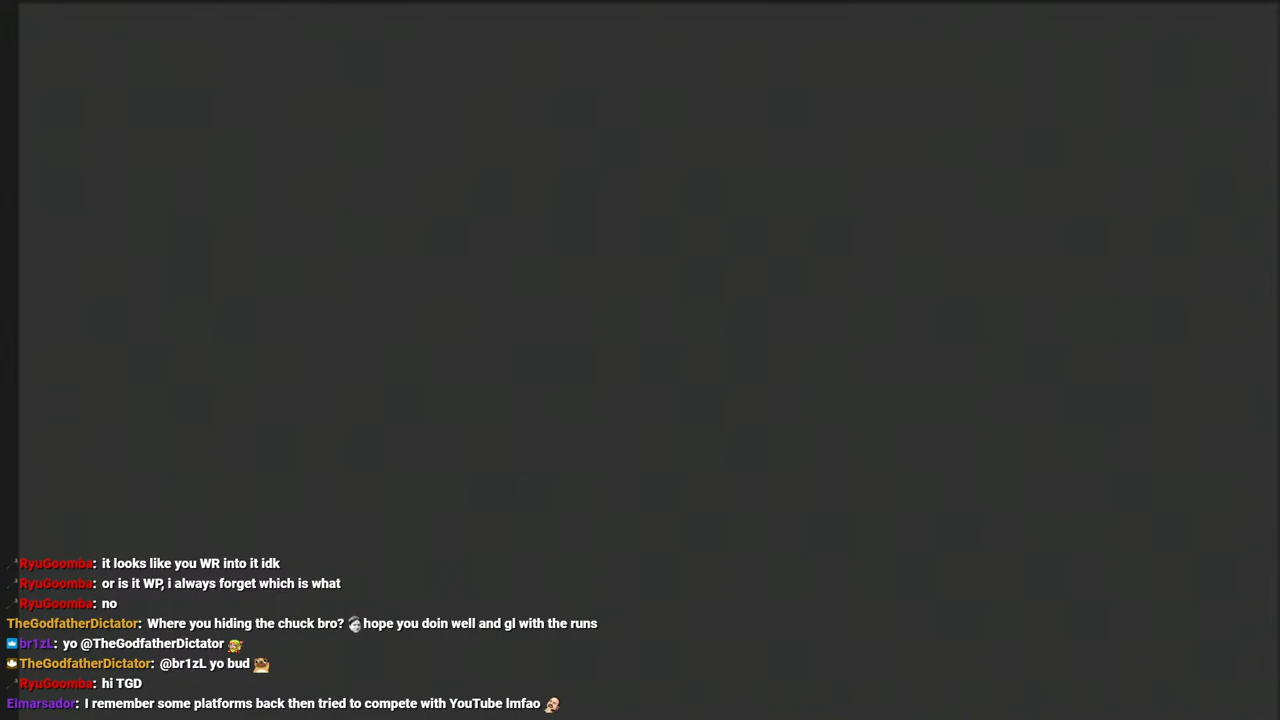 RyuGoomba: it looks like you WR into it idk
RyuGoomba: or is it WP, i always forget which is what
RyuGoomba: no
TheGodfatherDictator: Where you hiding the chuck bro? hope you doin well and gl with the runs
br1zL: yo @TheGodfatherDictator
TheGodfatherDictator: @br1zL yo bud
RyuGoomba: hi TGD
Elmarsador: I remember some platforms back then tried to compete with YouTube lmfao